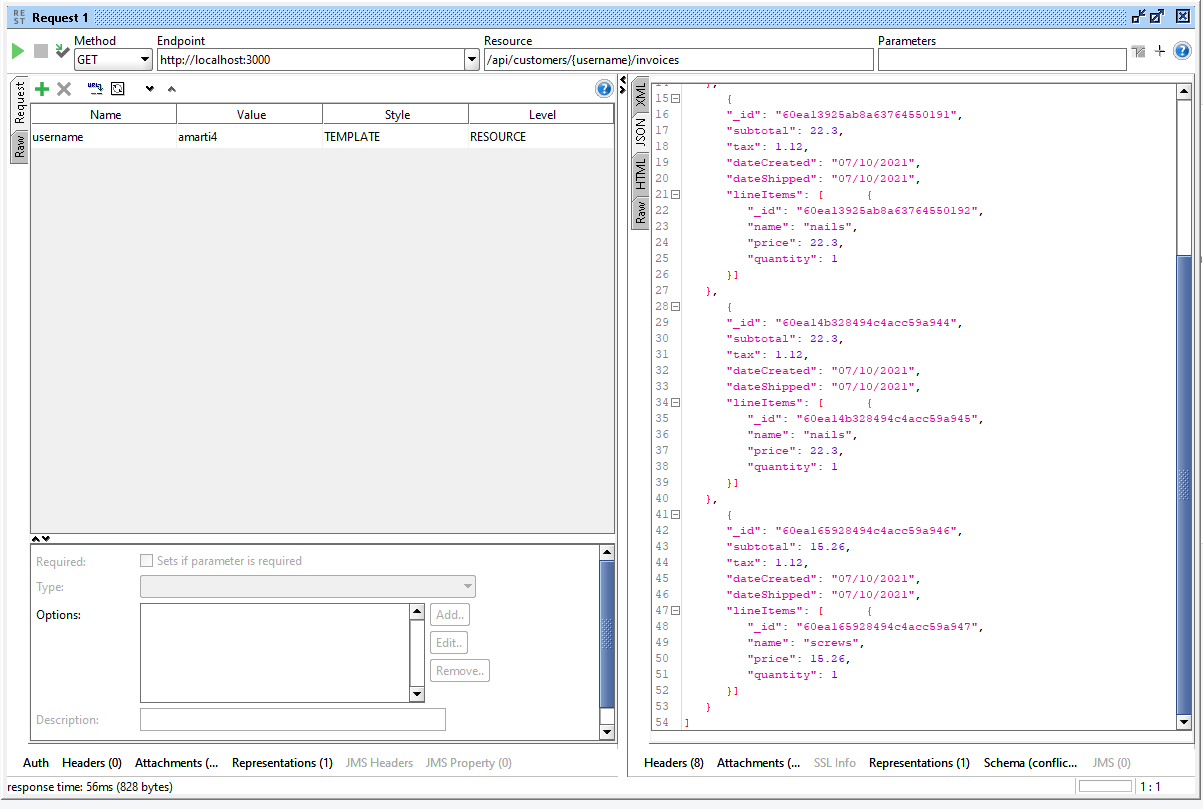 RE
ST
Request 1
Method
Endpoint
Resource
Parameters
GET
http://localhost:3000
/api/customers/{username}/invoices
Request
Raw
Name Value Style Level
username amarti4 TEMPLATE RESOURCE
Required:
Sets if parameter is required
Type:
Options:
Add..
Edit..
Remove..
Description:
Auth Headers (0) Attachments (... Representations (1) JMS Headers JMS Property (0)
XML
JSON
HTML
Raw
14 },
15 {
16 "_id": "60ea13925ab8a63764550191",
17 "subtotal": 22.3,
18 "tax": 1.12,
19 "dateCreated": "07/10/2021",
20 "dateShipped": "07/10/2021",
21 "lineItems": [ {
22 "_id": "60ea13925ab8a63764550192",
23 "name": "nails",
24 "price": 22.3,
25 "quantity": 1
26 }]
27 },
28 {
29 "_id": "60ea14b328494c4acc59a944",
30 "subtotal": 22.3,
31 "tax": 1.12,
32 "dateCreated": "07/10/2021",
33 "dateShipped": "07/10/2021",
34 "lineItems": [ {
35 "_id": "60ea14b328494c4acc59a945",
36 "name": "nails",
37 "price": 22.3,
38 "quantity": 1
39 }]
40 },
41 {
42 "_id": "60ea165928494c4acc59a946",
43 "subtotal": 15.26,
44 "tax": 1.12,
45 "dateCreated": "07/10/2021",
46 "dateShipped": "07/10/2021",
47 "lineItems": [ {
48 "_id": "60ea165928494c4acc59a947",
49 "name": "screws",
50 "price": 15.26,
51 "quantity": 1
52 }]
53 }
54 ]
Headers (8) Attachments (... SSL Info Representations (1) Schema (conflic... JMS (0)
response time: 56ms (828 bytes)
1 : 1